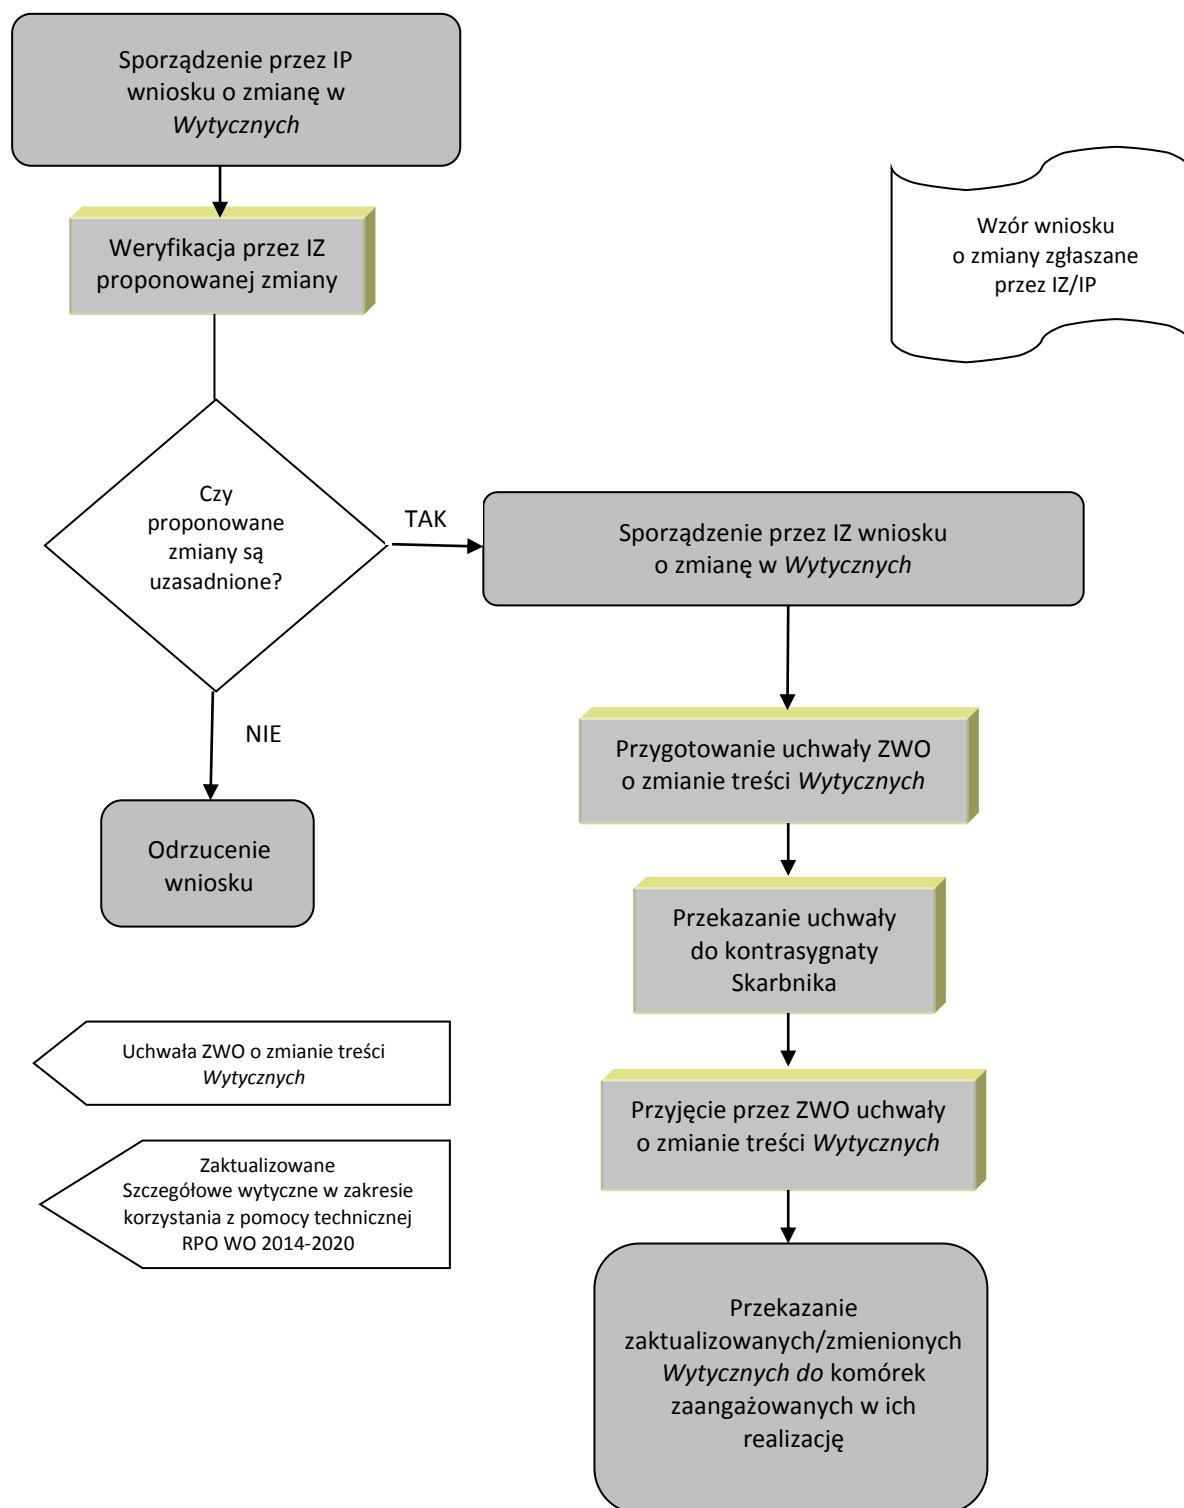 Sporządzenie przez IP
wniosku o zmianę w
Wytycznych
Weryfikacja przez IZ
proponowanej zmiany
Wzór wniosku
o zmiany zgłaszane
przez IZ/IP
Czy
proponowane
zmiany są
uzasadnione?
TAK
Sporządzenie przez IZ wniosku
o zmianę w Wytycznych
NIE
Odrzucenie
wniosku
Przygotowanie uchwały ZWO
o zmianie treści Wytycznych
Przekazanie uchwały
do kontrasygnaty
Skarbnika
Uchwała ZWO o zmianie treści
Wytycznych
Przyjęcie przez ZWO uchwały
o zmianie treści Wytycznych
Zaktualizowane
Szczegółowe wytyczne w zakresie
korzystania z pomocy technicznej
RPO WO 2014-2020
Przekazanie
zaktualizowanych/zmienionych
Wytycznych do komórek
zaangażowanych w ich
realizację